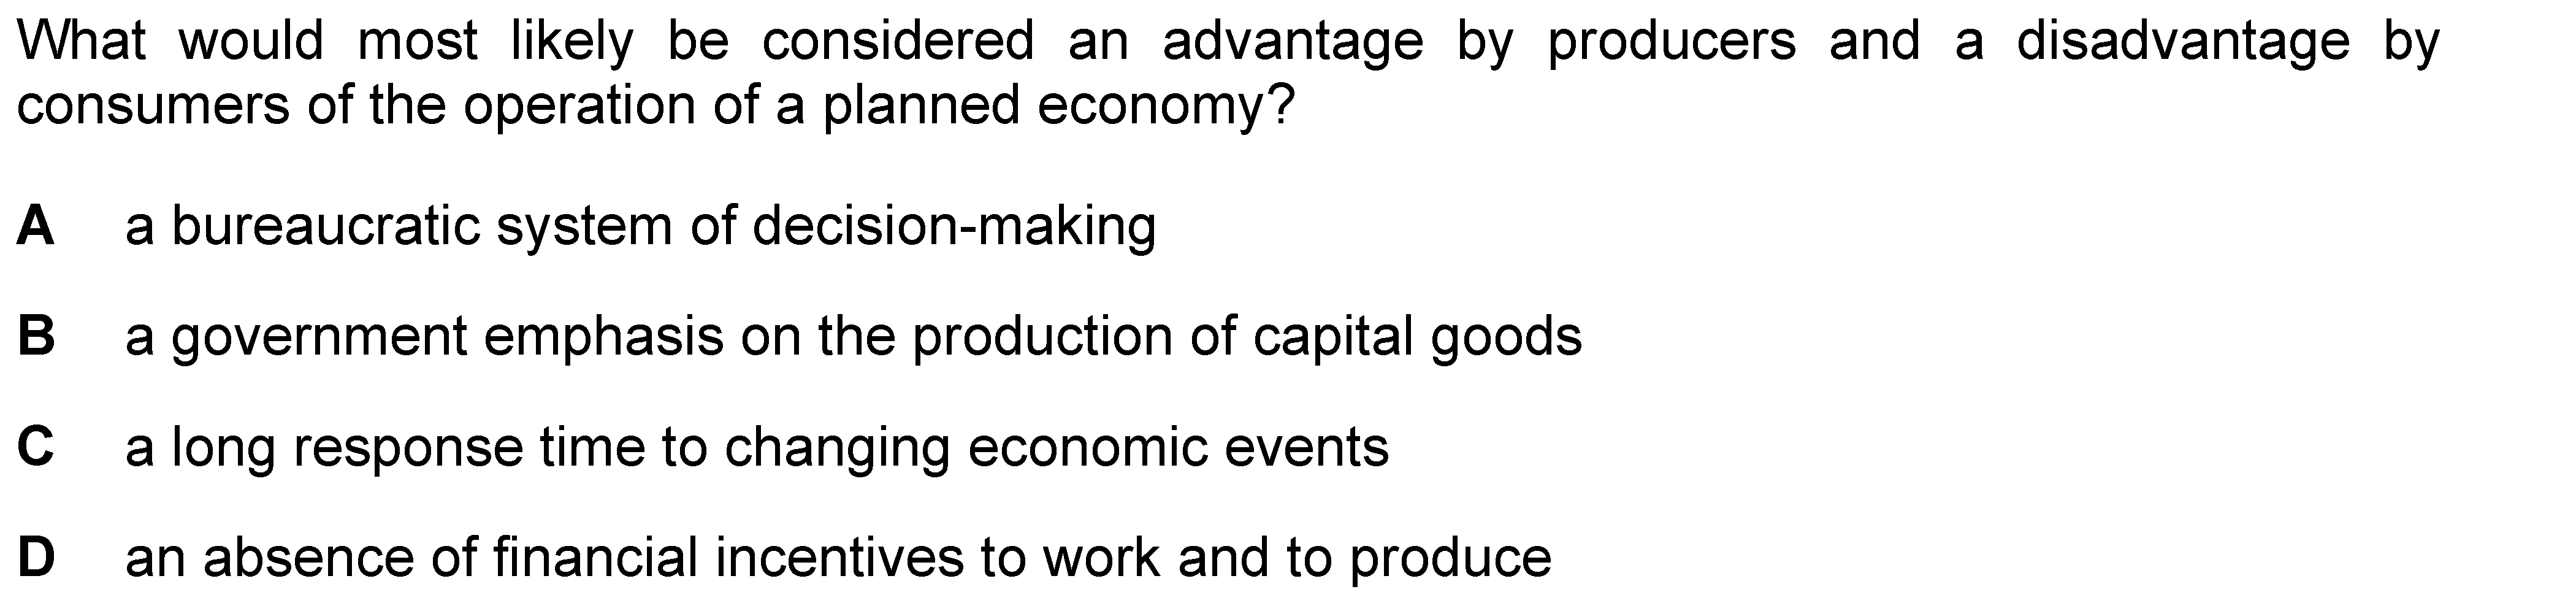 What would most likely be considered an advantage by producers and a disadvantage by
consumers of the operation of a planned economy?
A a bureaucratic system of decision-making
B a government emphasis on the production of capital goods
C a long response time to changing economic events
D an absence of financial incentives to work and to produce